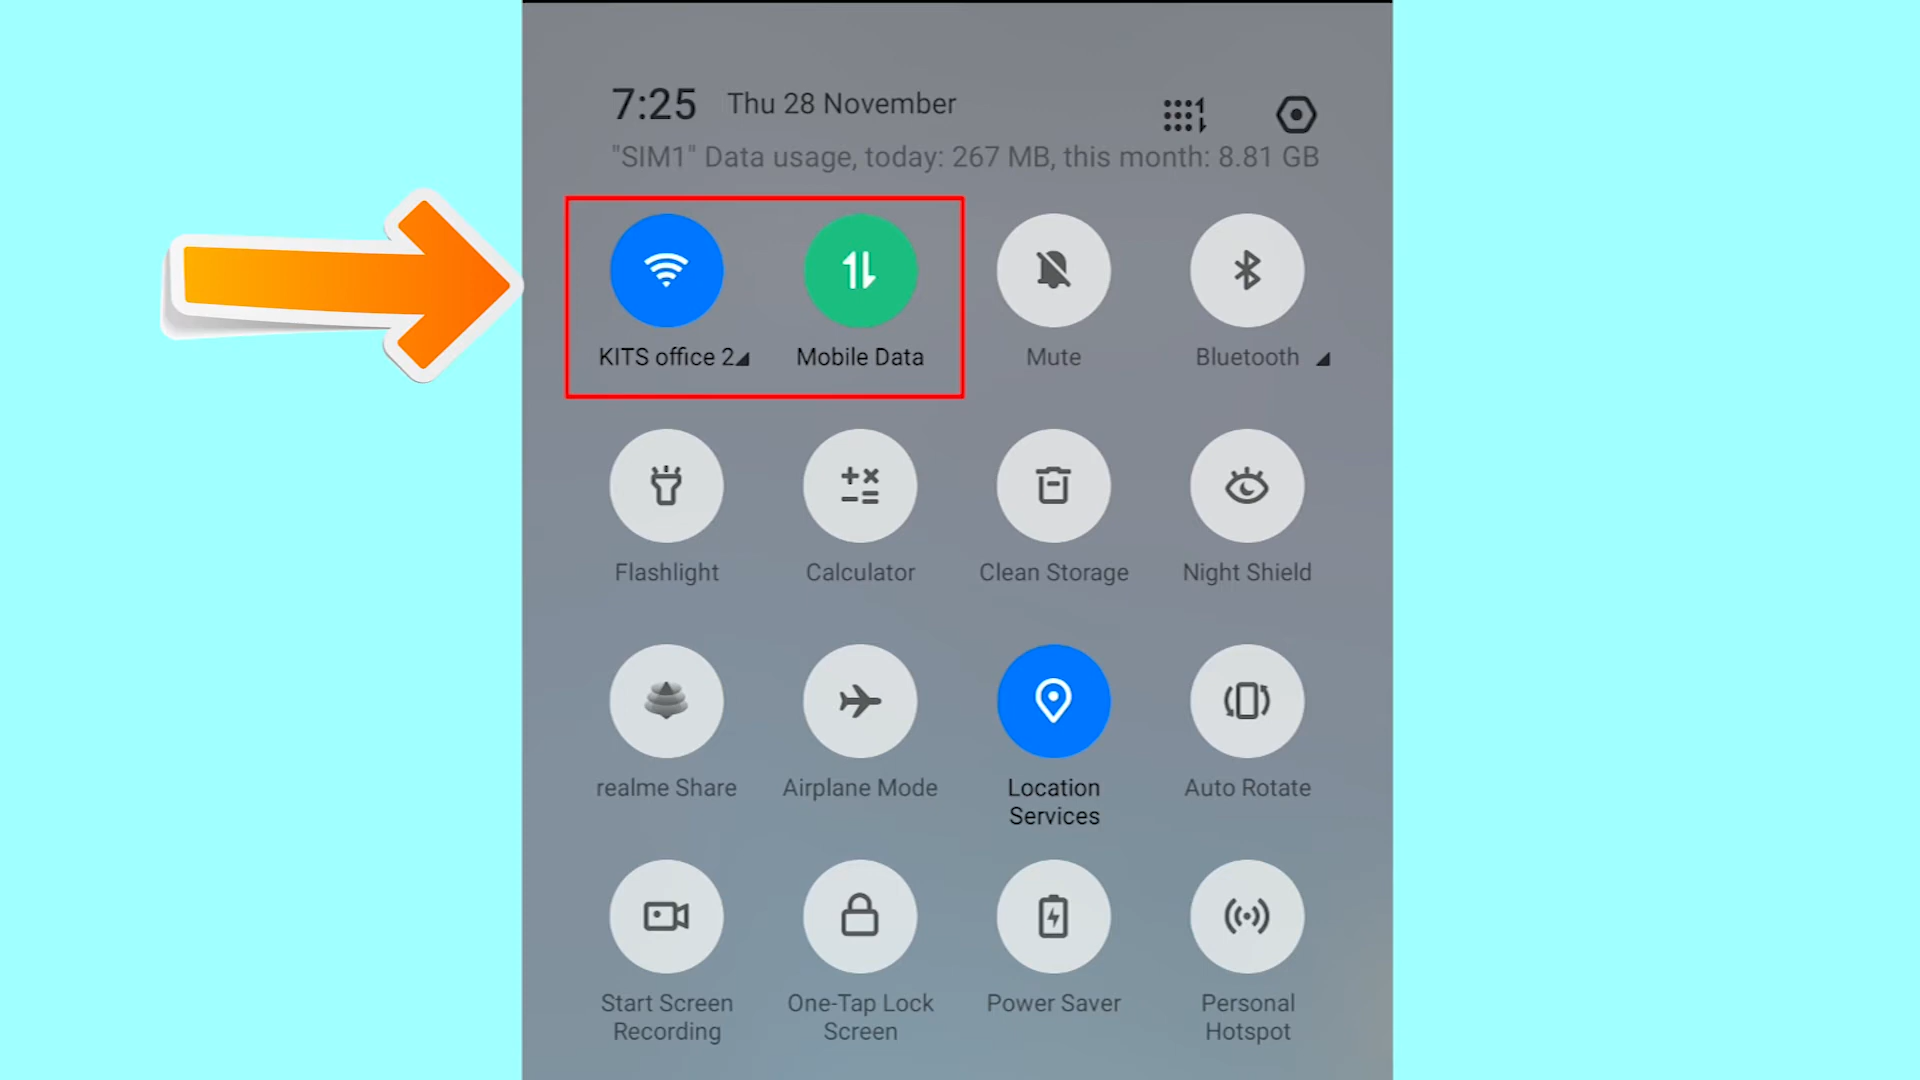 7:25 Thu 28 November
"SIM1" Data usage, today: 267 MB, this month: 8.81 GB
KITS office 2 Mobile Data Mute Bluetooth
Flashlight Calculator Clean Storage Night Shield
realme Share Airplane Mode Location Services Auto Rotate
Start Screen Recording One-Tap Lock Screen Power Saver Personal Hotspot